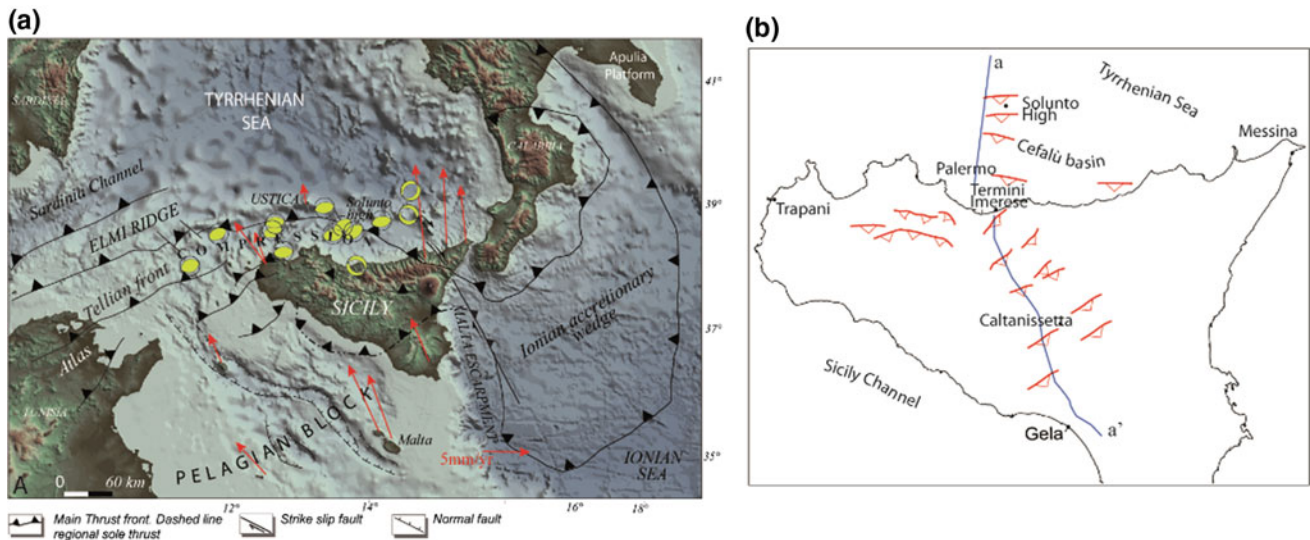 (a)
(b)
Apulia
Platform
41°
SARDINIA
TYRRHENIAN
SEA
CALABRIA
Sardinia Channel
USTICA
Solunto
high
39°
ELMI RIDGE
COMPRESSION
Tellian front
SICILY
MALTA ESCARPMENT
Ionian accretionary
wedge
37°
Atlas
TUNISIA
PELAGIAN BLOCK
Malta
5mm/yr
IONIAN
SEA
35°
A
0
60 km
12°
14°
16°
18°
Main Thrust front. Dashed line
regional sole thrust
Strike slip fault
Normal fault
a
Tyrrhenian Sea
Solunto
High
Messina
Cefalù basin
Palermo
Termini
Imerose
Trapani
Caltanissetta
Sicily Channel
Gela
a'